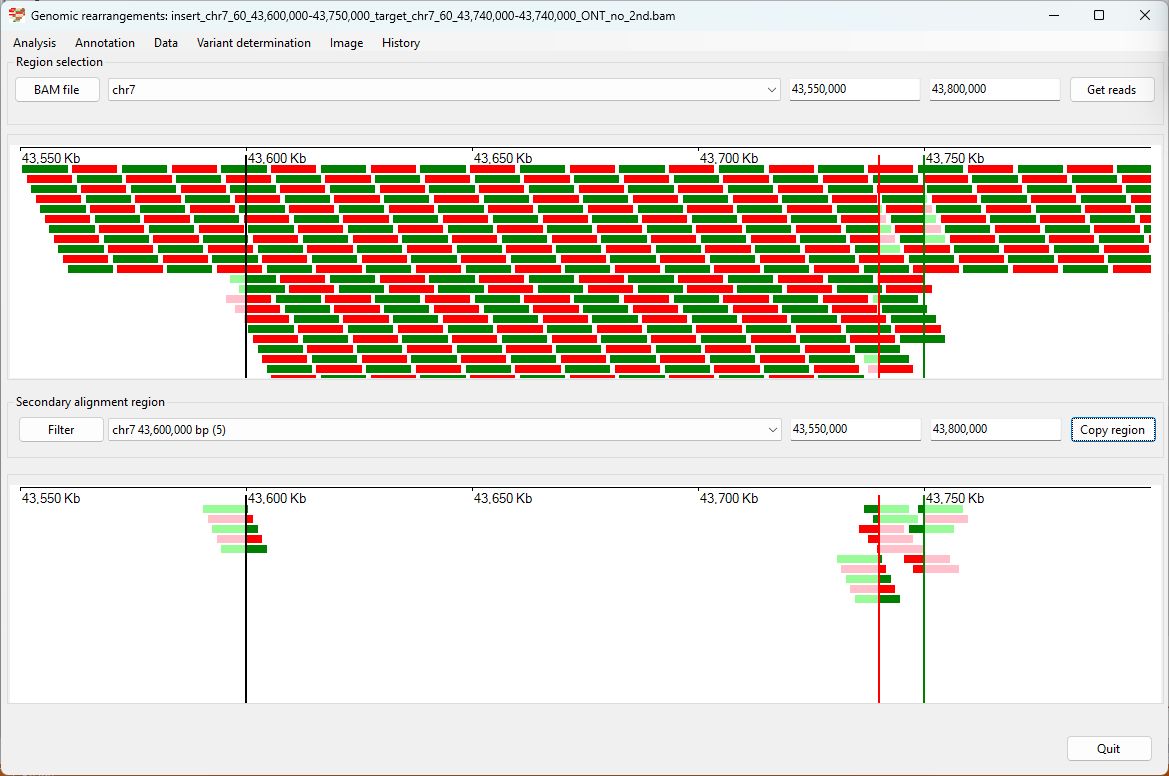 Genomic rearrangements: insert_chr7_60_43,600,000-43,750,000_target_chr7_60_43,740,000-43,740,000_ONT_no_2nd.bam
Analysis Annotation Data Variant determination Image History
Region selection
BAM file chr7 43,550,000 43,800,000 Get reads
43,550 Kb 43,600 Kb 43,650 Kb 43,700 Kb 43,750 Kb
Secondary alignment region
Filter chr7 43,600,000 bp (5) 43,550,000 43,800,000 Copy region
43,550 Kb 43,600 Kb 43,650 Kb 43,700 Kb 43,750 Kb
Quit